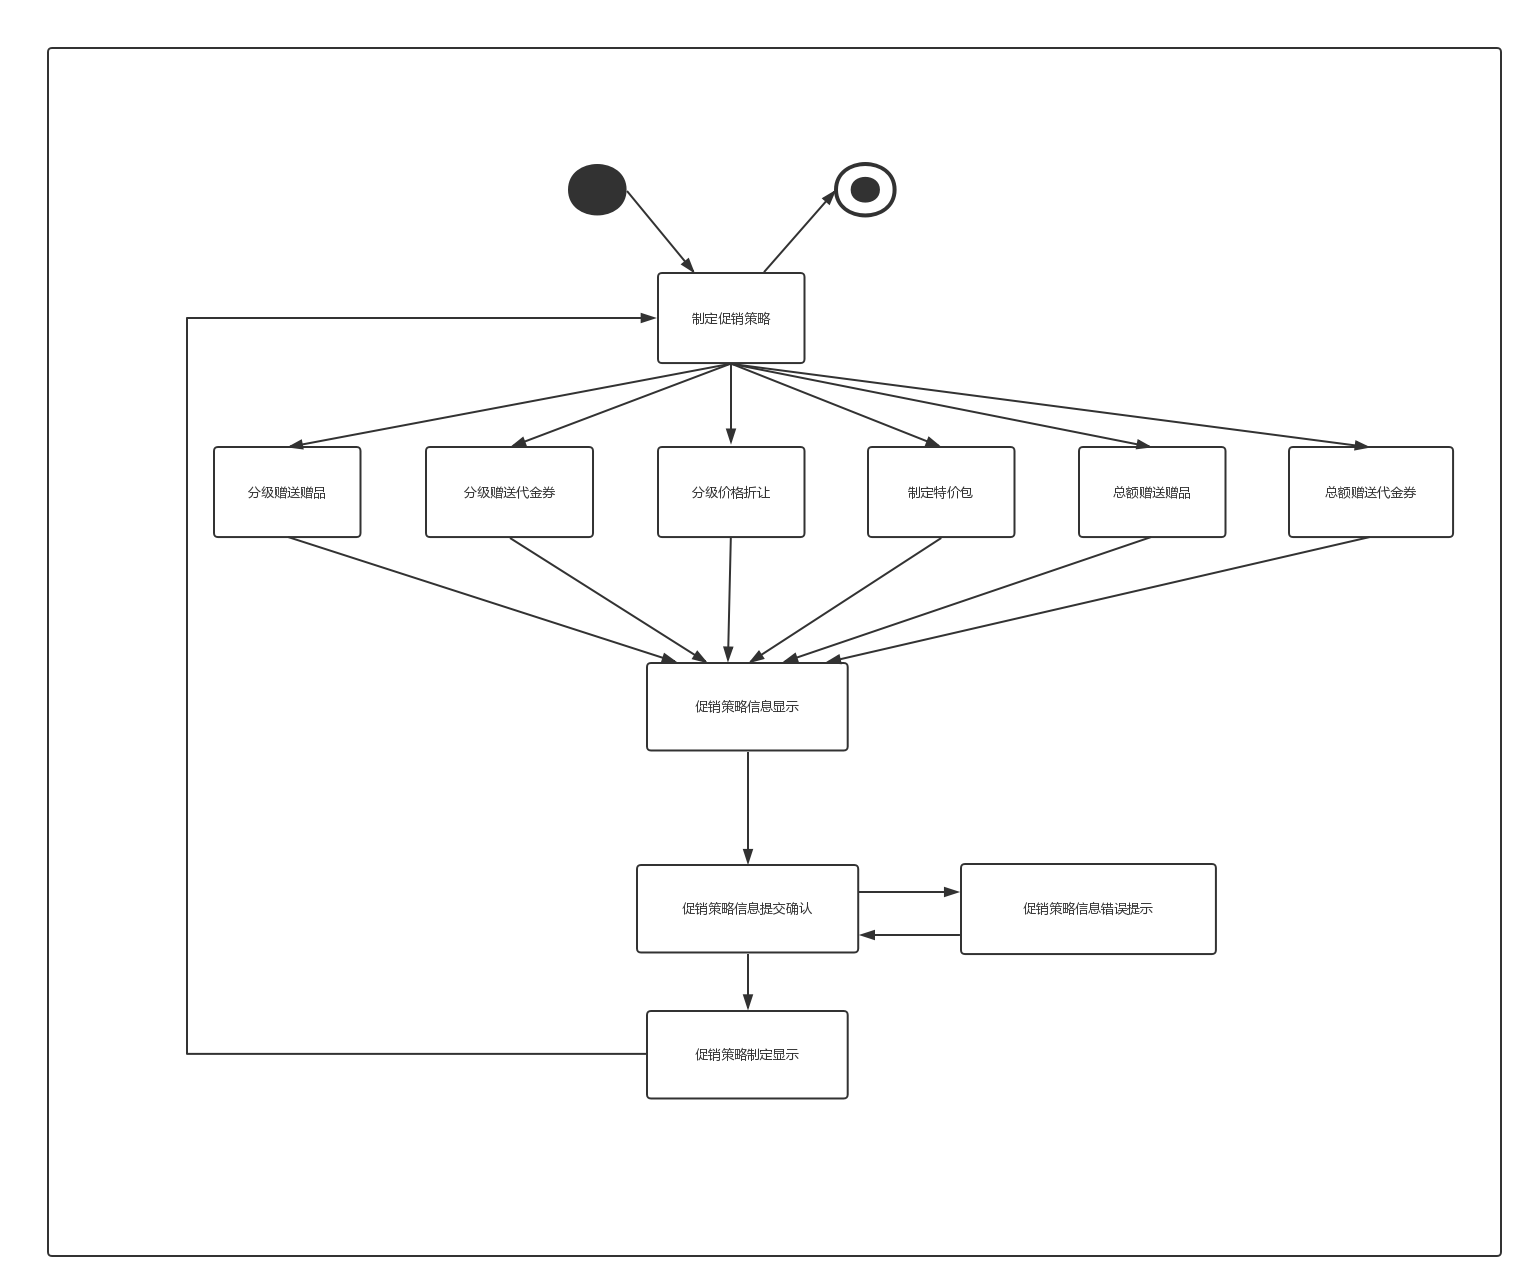 制定促销策略
分级赠送赠品
分级赠送代金券
分级价格折让
制定特价包
总额赠送赠品
总额赠送代金券
促销策略信息显示
促销策略信息提交确认
促销策略信息错误提示
促销策略制定显示